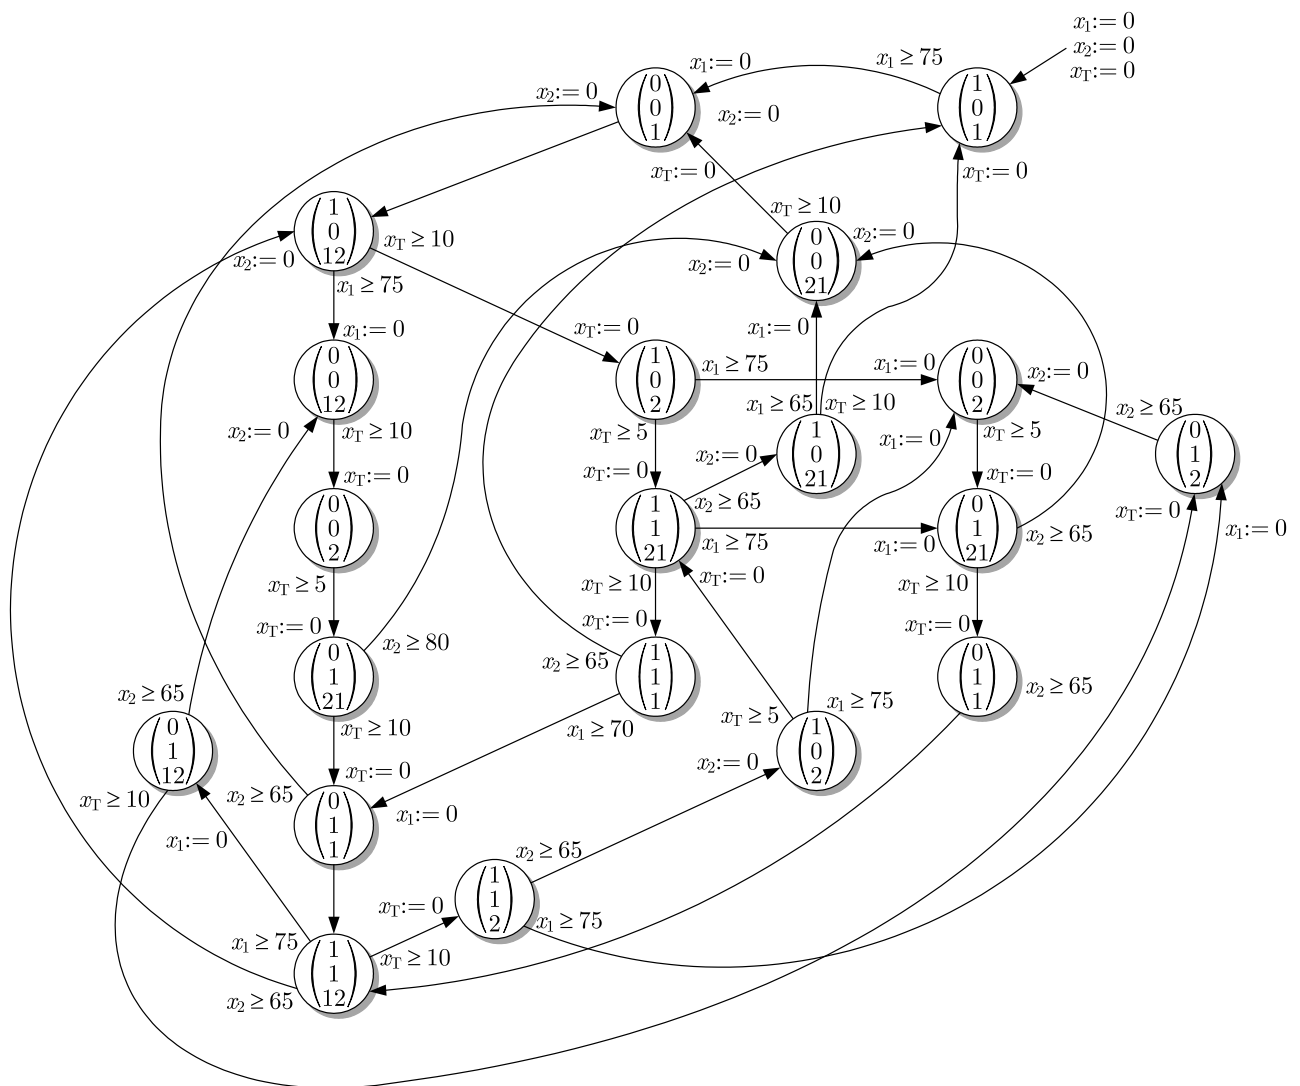 x₁:= 0
x₂:= 0
x_T:= 0
x₁ ≥ 75
x₁:= 0
x₂:= 0
x₂:= 0
0
0
1
1
0
1
x_T:= 0
x_T:= 0
x_T ≥ 10
1
0
12
x_T ≥ 10
x₂:= 0
x₂:= 0
x₂:= 0
0
0
21
x₁ ≥ 75
x₁:= 0
x_T:= 0
x₁:= 0
0
0
12
1
0
2
x₁ ≥ 75
x₁:= 0
0
0
2
x₂:= 0
x₁ ≥ 65
x_T ≥ 10
x₂ ≥ 65
x₂:= 0
x_T ≥ 10
x_T ≥ 5
x₁:= 0
x_T ≥ 5
1
0
21
0
1
2
x_T:= 0
x_T:= 0
x₂:= 0
x_T:= 0
x₂ ≥ 65
x_T:= 0
x₁:= 0
0
0
2
1
1
21
x₁ ≥ 75
x₁:= 0
0
1
21
x₂ ≥ 65
x_T ≥ 5
x_T ≥ 10
x_T:= 0
x_T ≥ 10
x_T:= 0
x_T:= 0
x_T:= 0
x₂ ≥ 80
0
1
21
x₂ ≥ 65
1
1
1
0
1
1
x₂ ≥ 65
x₂ ≥ 65
x_T ≥ 10
x₁ ≥ 70
x_T ≥ 5
x₁ ≥ 75
0
1
12
x_T:= 0
x₂:= 0
1
0
2
x_T ≥ 10
x₂ ≥ 65
x₁:= 0
0
1
1
x₁:= 0
x₂ ≥ 65
x_T:= 0
1
1
2
x₁ ≥ 75
x₁ ≥ 75
x_T ≥ 10
1
1
12
x₂ ≥ 65